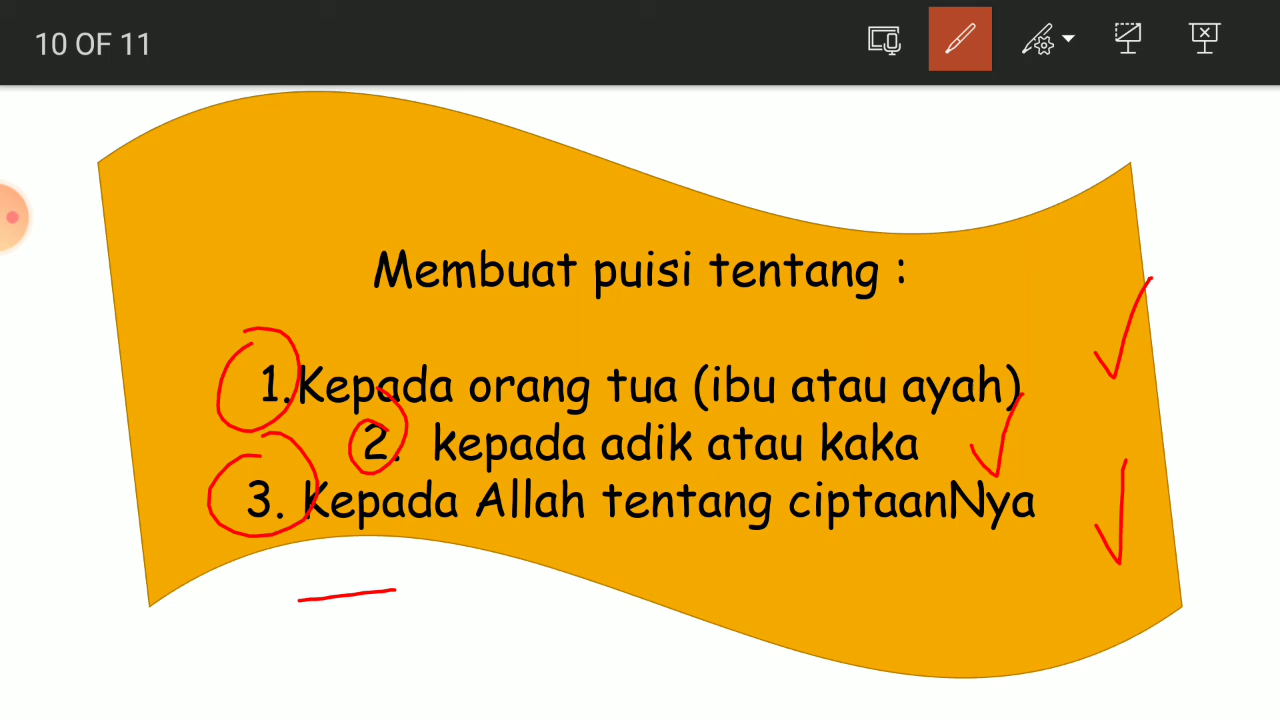 10 OF 11
Membuat puisi tentang :
1.Kepada orang tua (ibu atau ayah)
2. kepada adik atau kaka
3. Kepada Allah tentang ciptaanNya